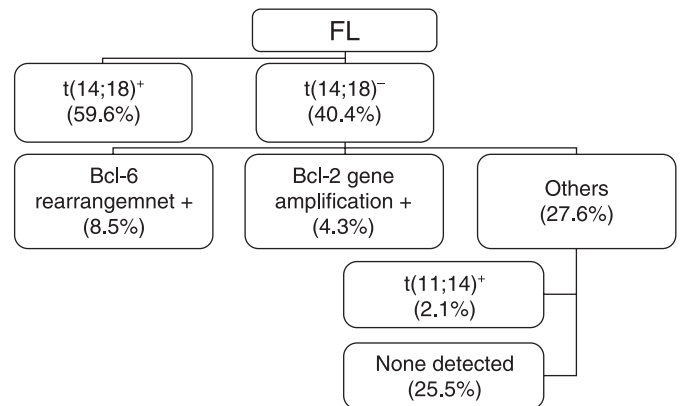 FL
t(14;18)⁺
(59.6%)
t(14;18)⁻
(40.4%)
Bcl-6
rearrangemnet +
(8.5%)
Bcl-2 gene
amplification +
(4.3%)
Others
(27.6%)
t(11;14)⁺
(2.1%)
None detected
(25.5%)